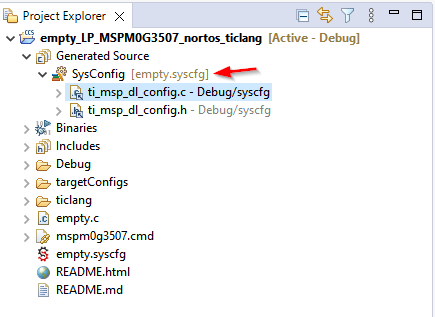 Project Explorer
empty_LP_MSPM0G3507_nortos_ticlang [Active - Debug]
Generated Source
SysConfig [empty.syscfg]
ti_msp_dl_config.c - Debug/syscfg
ti_msp_dl_config.h - Debug/syscfg
Binaries
Includes
Debug
targetConfigs
ticlang
empty.c
mspm0g3507.cmd
empty.syscfg
README.html
README.md